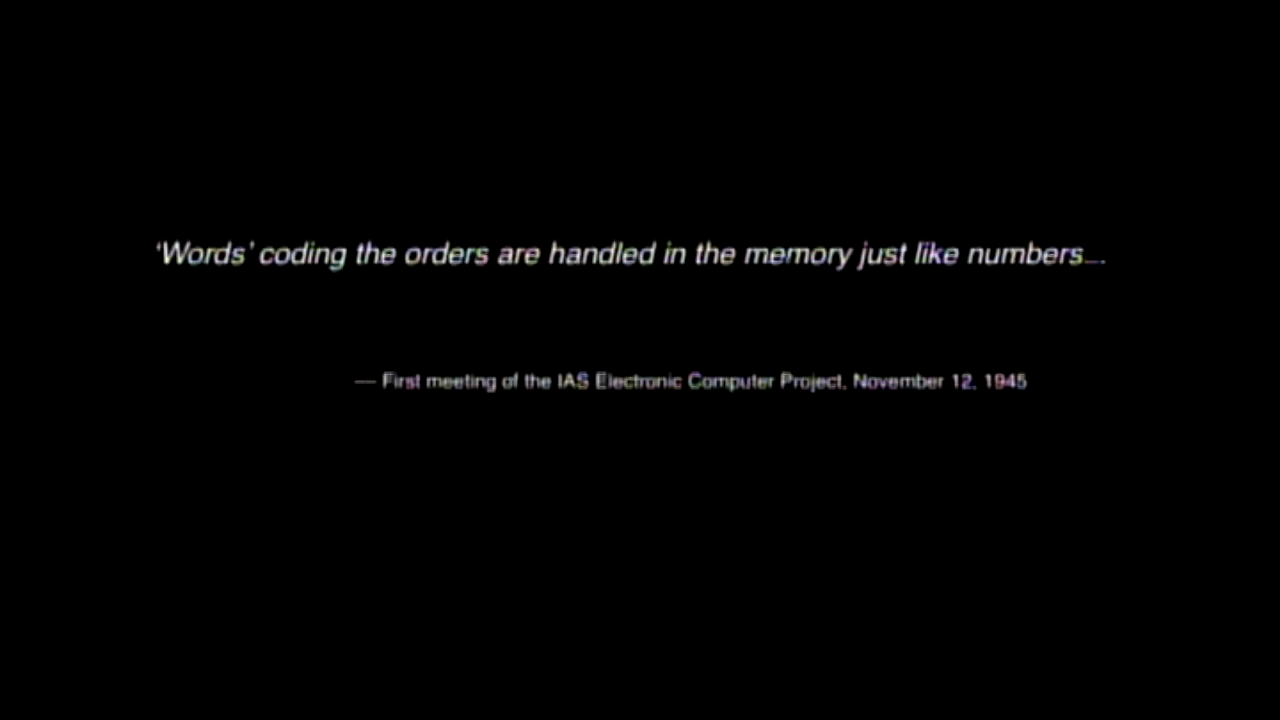 ‘Words’ coding the orders are handled in the memory just like numbers...
— First meeting of the IAS Electronic Computer Project, November 12, 1945